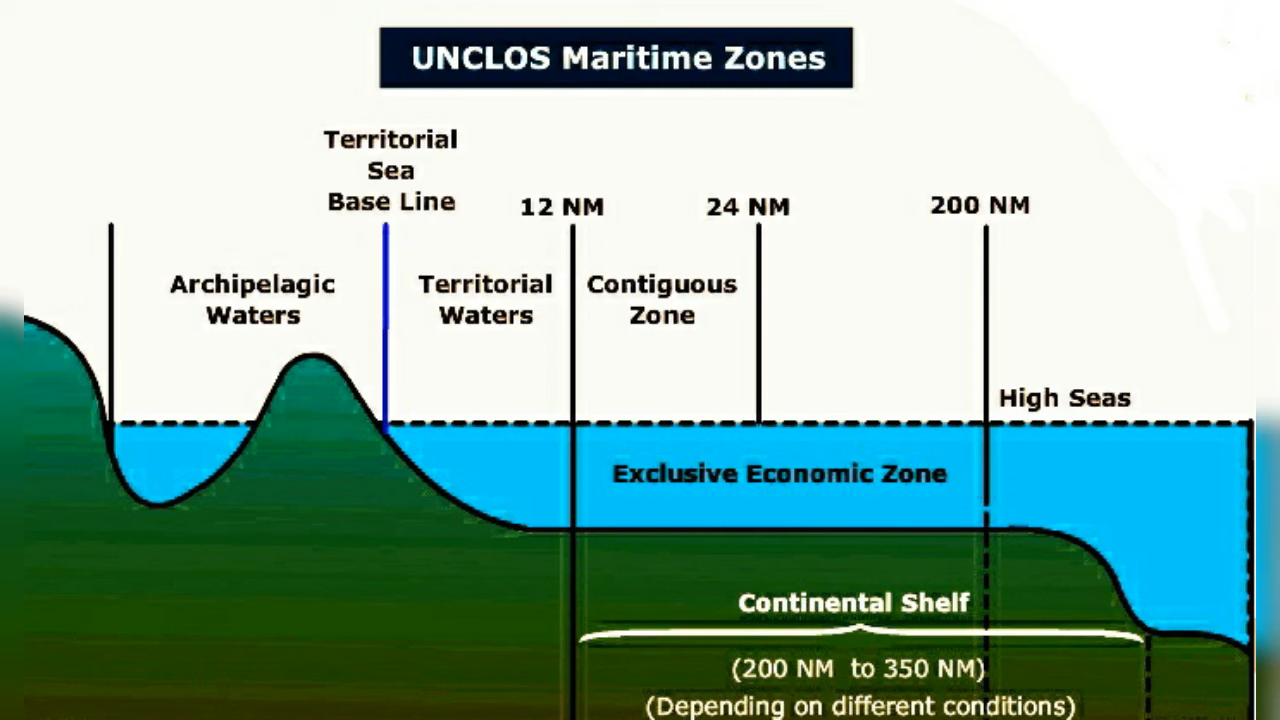 UNCLOS Maritime Zones
Territorial
Sea
Base Line
12 NM
24 NM
200 NM
Archipelagic
Waters
Territorial
Waters
Contiguous
Zone
High Seas
Exclusive Economic Zone
Continental Shelf
(200 NM to 350 NM)
(Depending on different conditions)